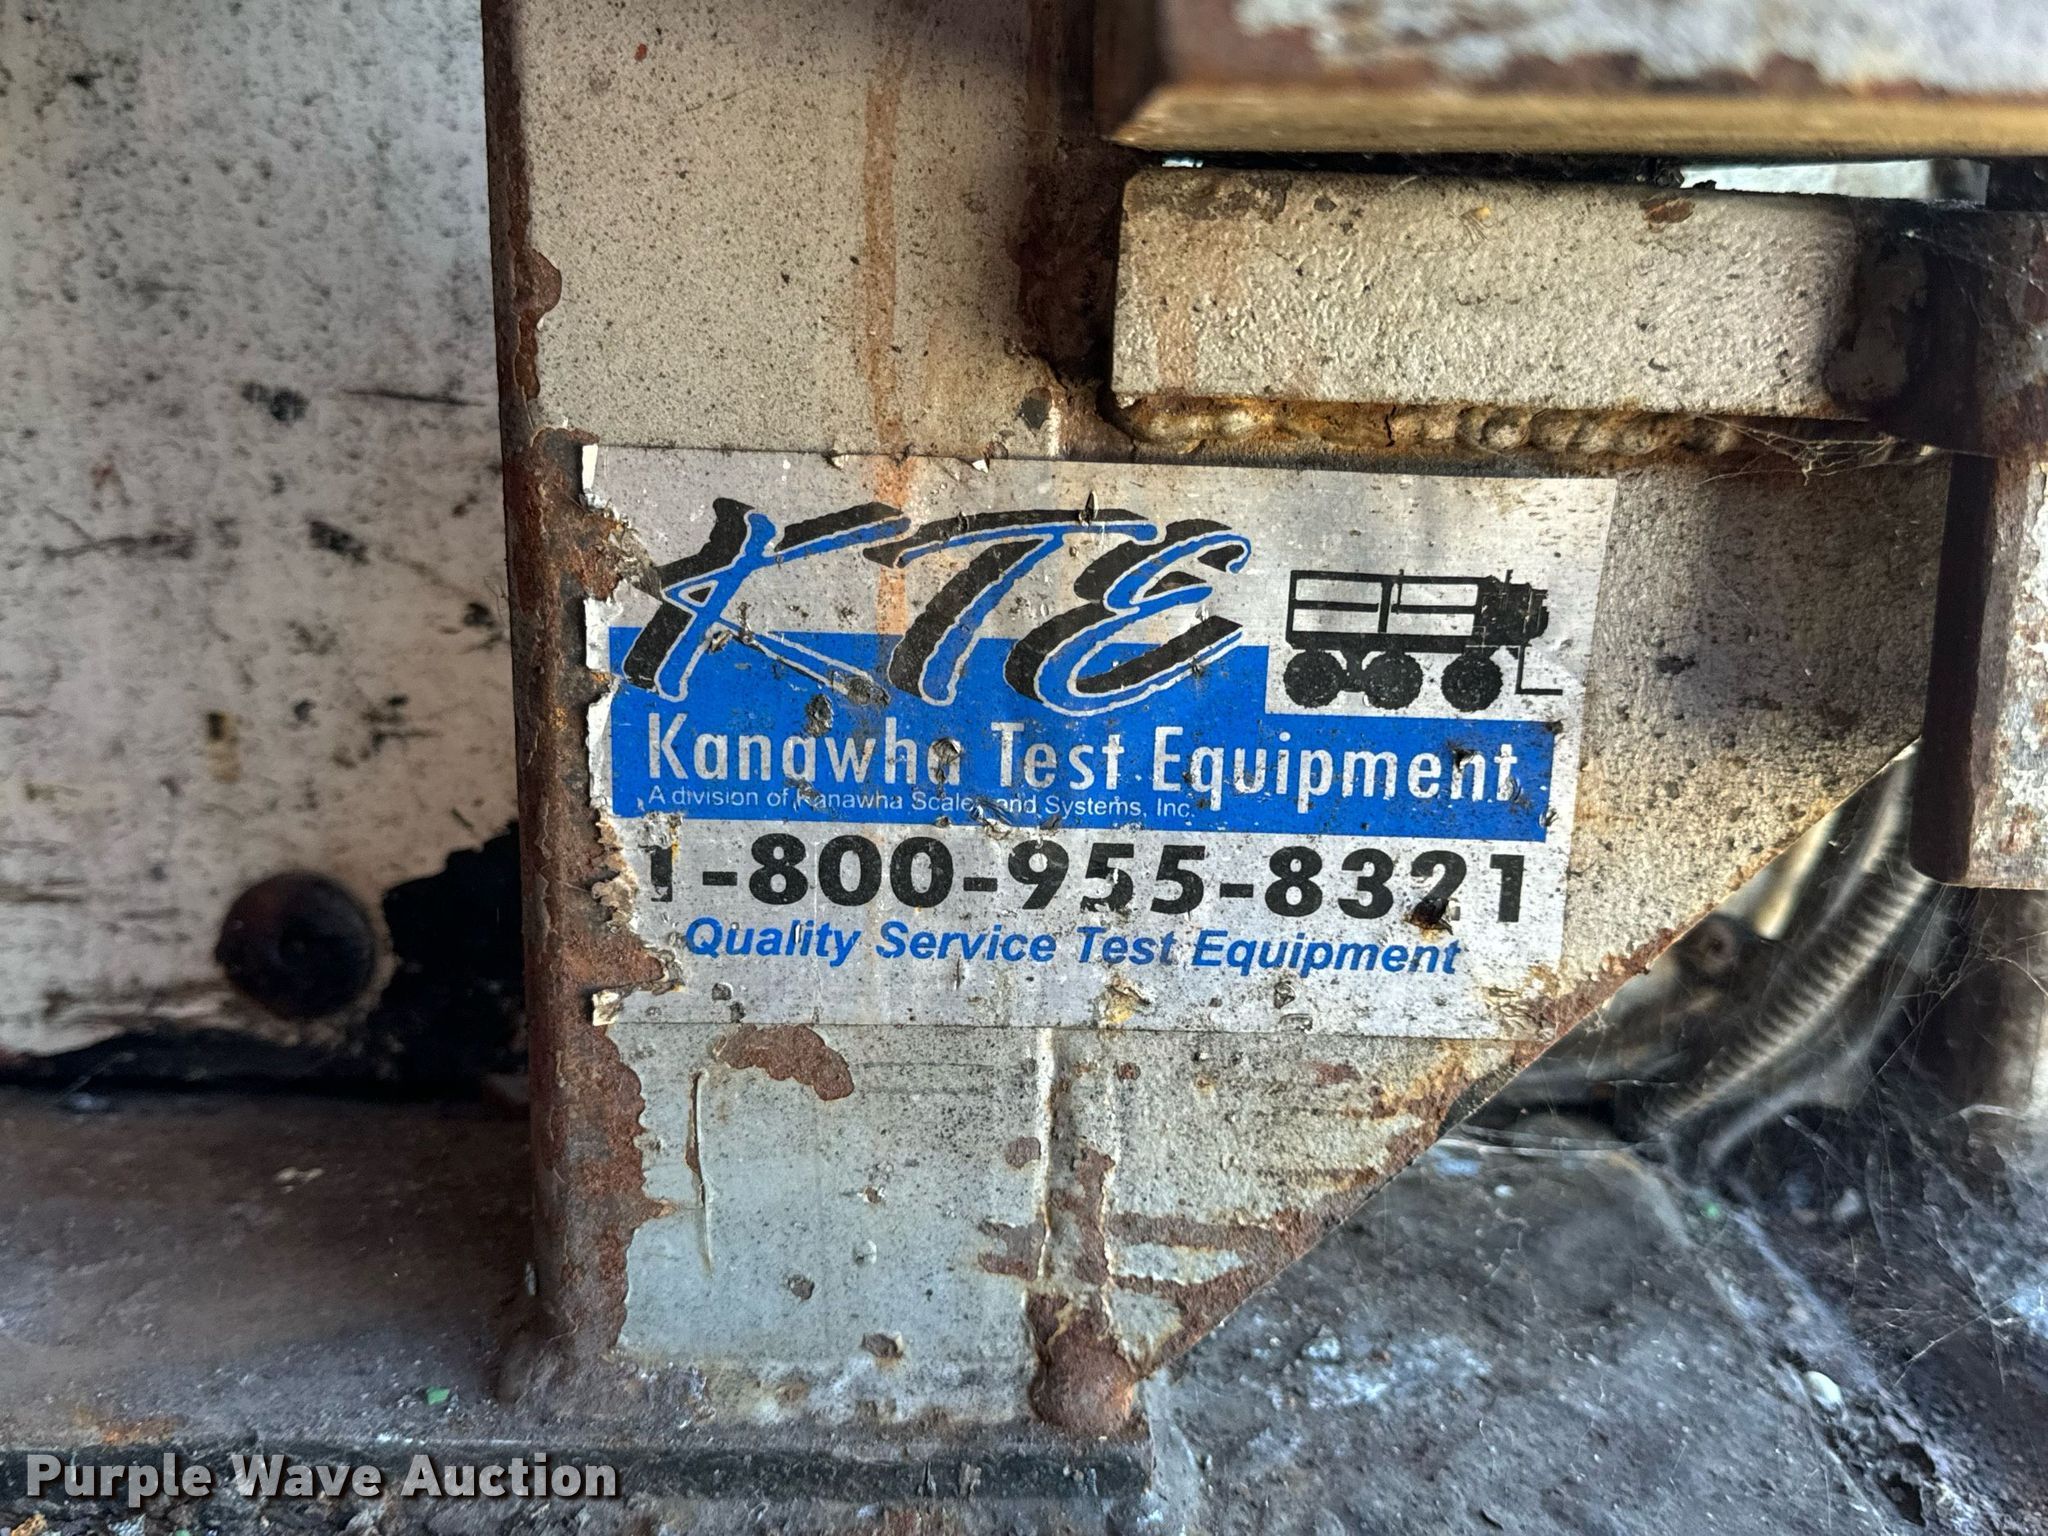 KTE
Kanawha Test Equipment
A division of Kanawha Scales and Systems, Inc.
1-800-955-8321
Quality Service Test Equipment
Purple Wave Auction